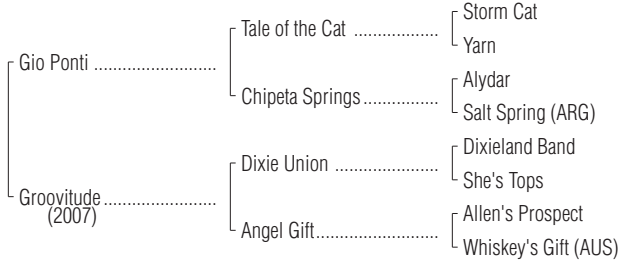 Storm Cat
Tale of the Cat ..................
Yarn
Gio Ponti ..........................
Alydar
Chipeta Springs ................
Salt Spring (ARG)
Dixieland Band
Dixie Union ......................
She's Tops
Groovitude ........................
(2007)
Allen's Prospect
Angel Gift..........................
Whiskey's Gift (AUS)